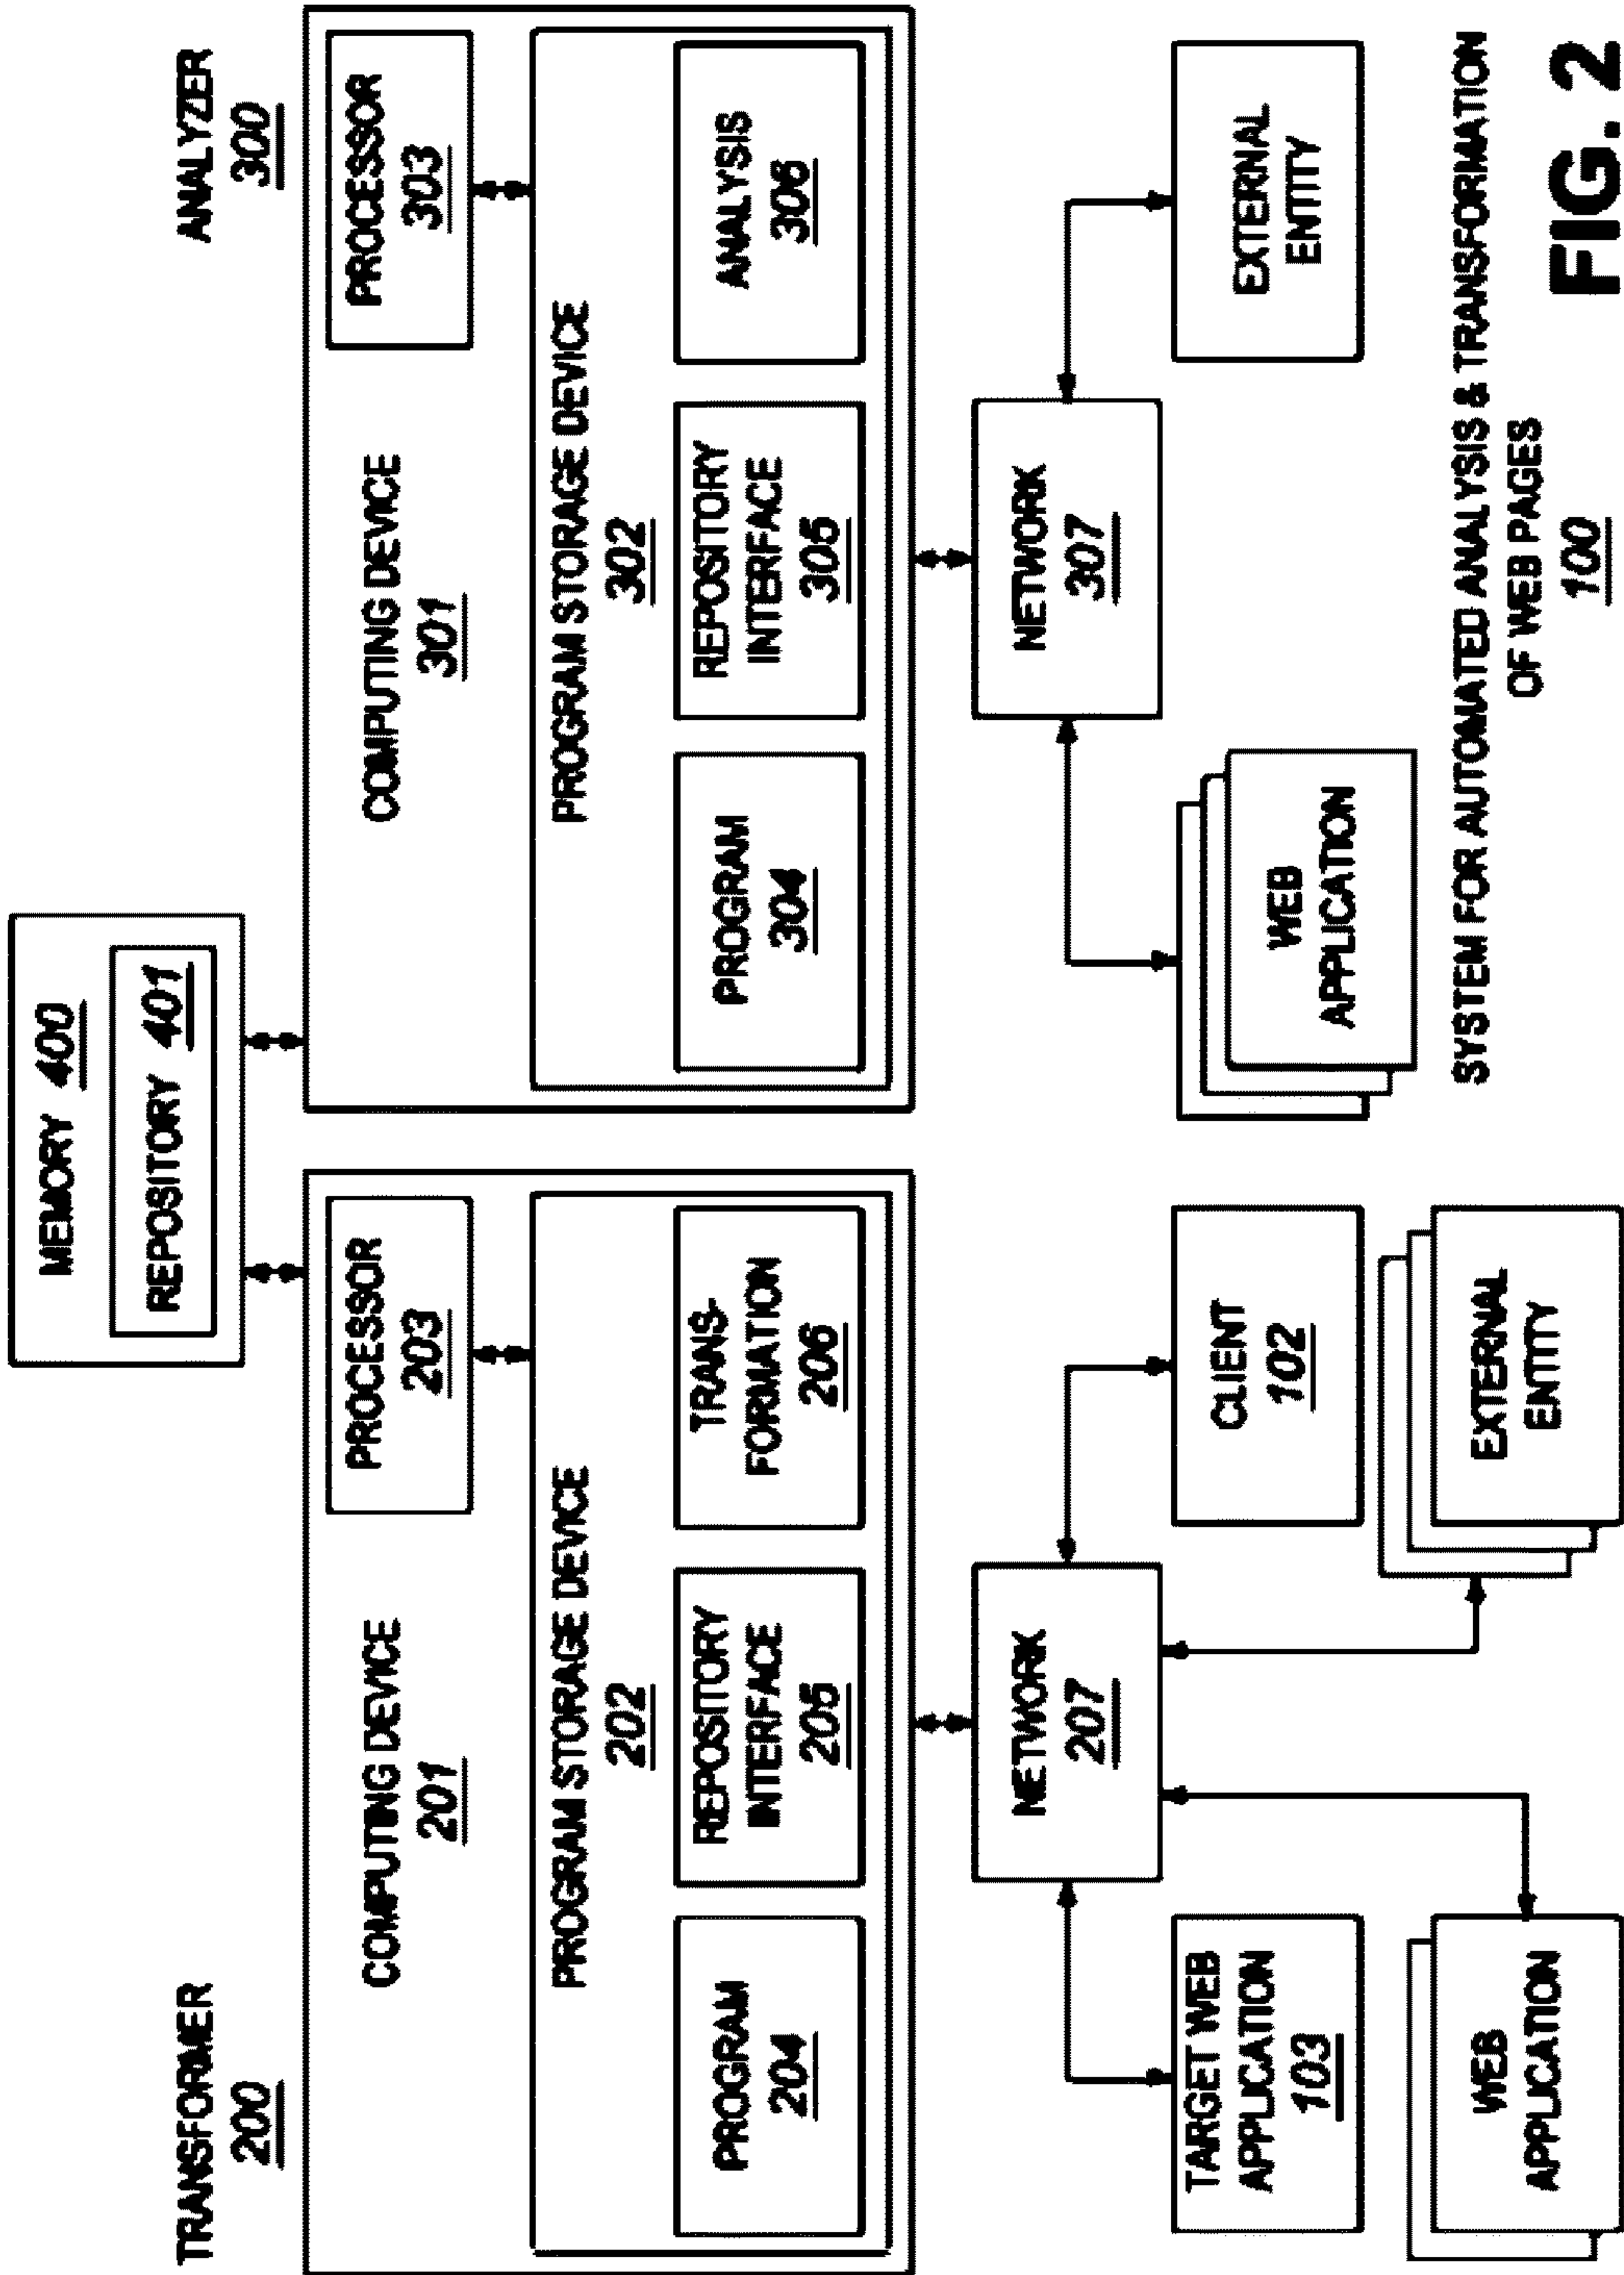 MEMORY 400
REPOSITORY 401
TRANSFORMER
200
COMPUTING DEVICE
201
PROCESSOR
203
PROGRAM STORAGE DEVICE
202
PROGRAM
204
REPOSITORY
INTERFACE
205
TRANS-
FORMATION
206
NETWORK
207
TARGET WEB
APPLICATION
103
CLIENT
102
WEB
APPLICATION
EXTERNAL
ENTITY
ANALYZER
300
COMPUTING DEVICE
301
PROCESSOR
303
PROGRAM STORAGE DEVICE
302
PROGRAM
304
REPOSITORY
INTERFACE
305
ANALYSIS
306
NETWORK
307
WEB
APPLICATION
EXTERNAL
ENTITY
SYSTEM FOR AUTOMATED ANALYSIS & TRANSFORMATION
OF WEB PAGES
100
FIG. 2